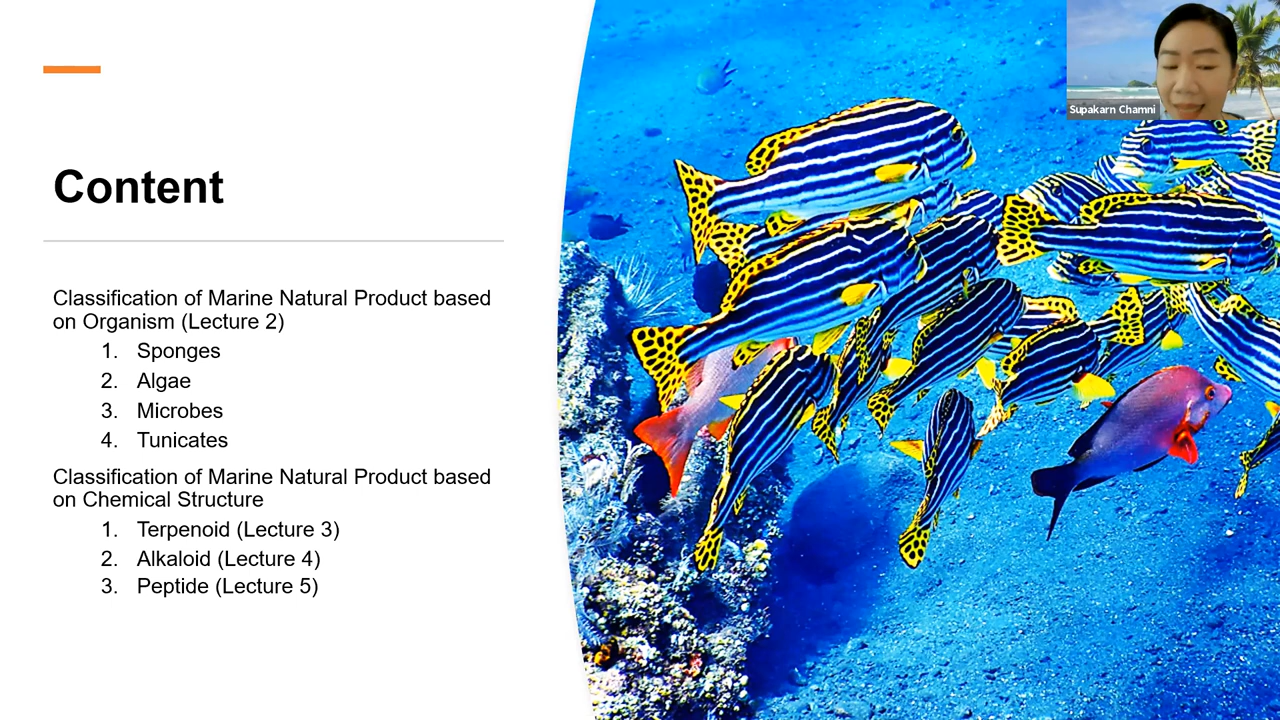 Content
Classification of Marine Natural Product based
on Organism (Lecture 2)
1. Sponges
2. Algae
3. Microbes
4. Tunicates
Classification of Marine Natural Product based
on Chemical Structure
1. Terpenoid (Lecture 3)
2. Alkaloid (Lecture 4)
3. Peptide (Lecture 5)
Supakarn Chamni